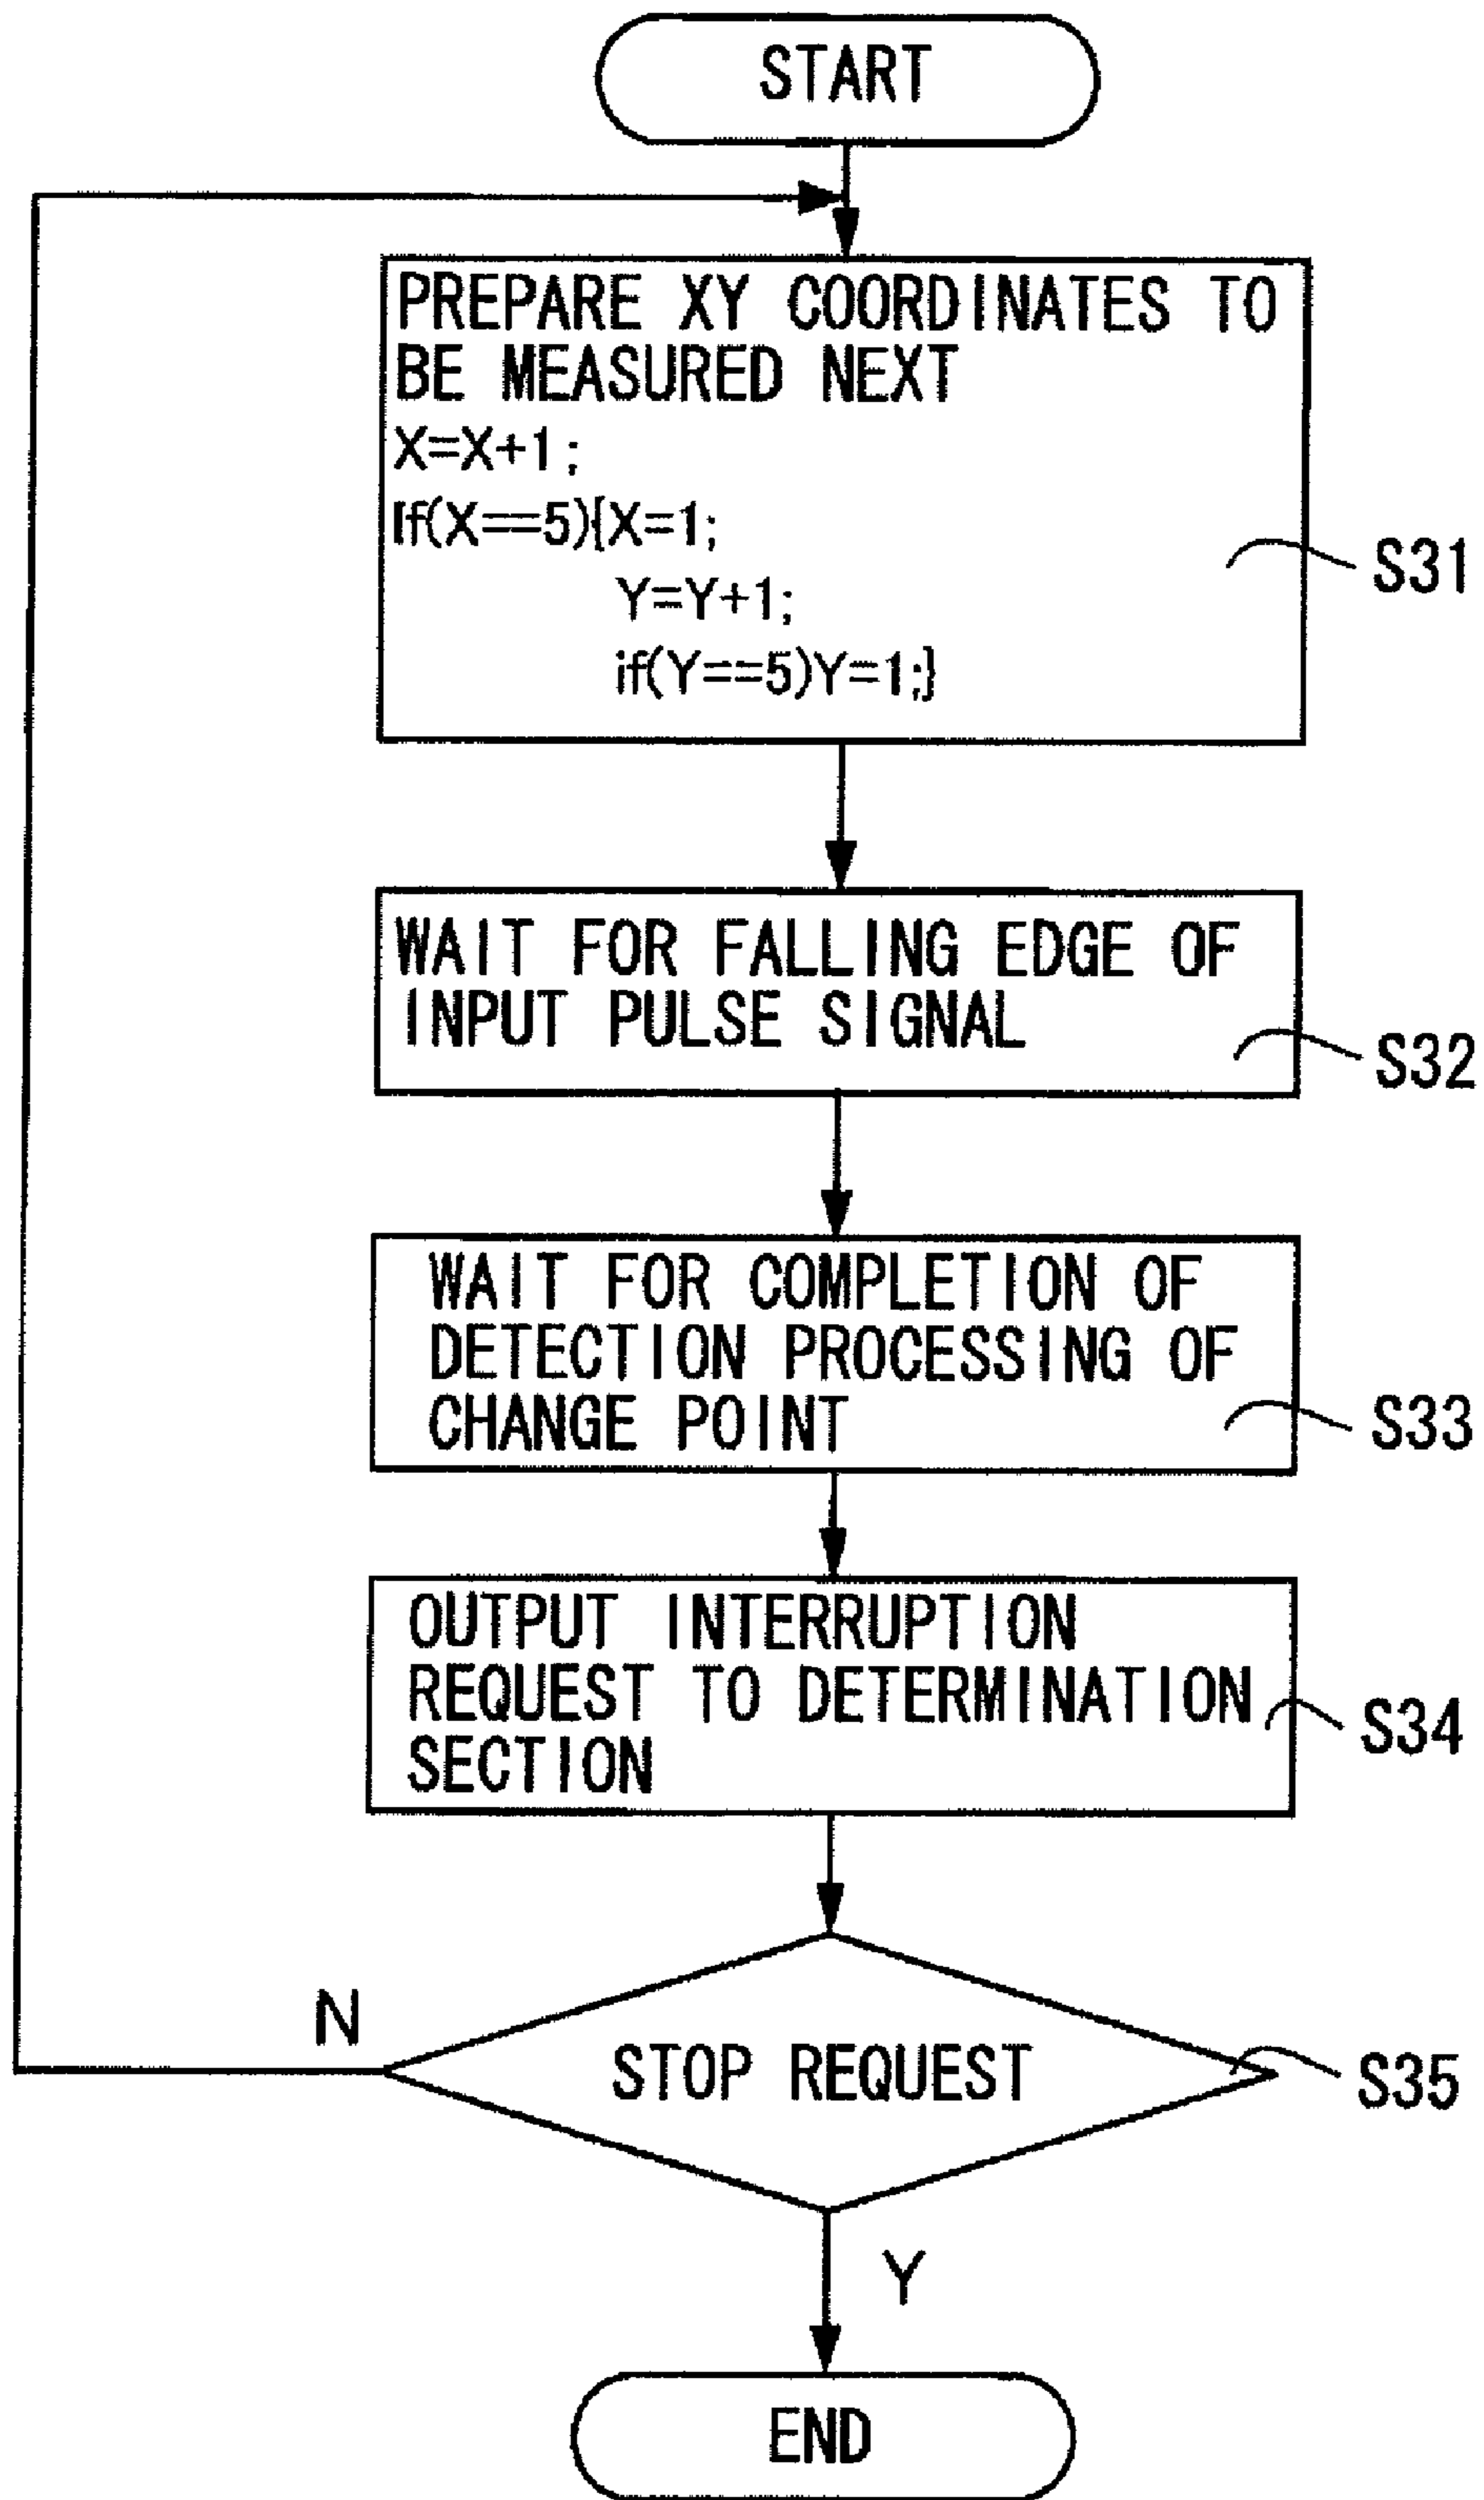 START
PREPARE XY COORDINATES TO
BE MEASURED NEXT
X=X+1;
If(X==5){X=1;
Y=Y+1;
if(Y==5)Y=1;}
S31
WAIT FOR FALLING EDGE OF
INPUT PULSE SIGNAL
S32
WAIT FOR COMPLETION OF
DETECTION PROCESSING OF
CHANGE POINT
S33
OUTPUT INTERRUPTION
REQUEST TO DETERMINATION
SECTION
S34
N
STOP REQUEST
S35
Y
END